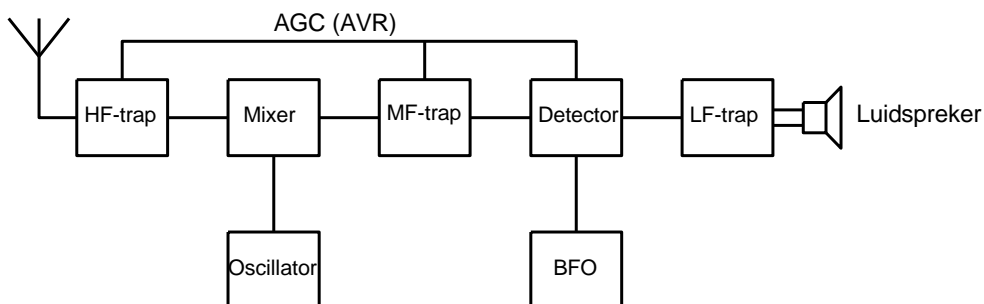 AGC (AVR)
HF-trap
Mixer
MF-trap
Detector
LF-trap
Luidspreker
Oscillator
BFO